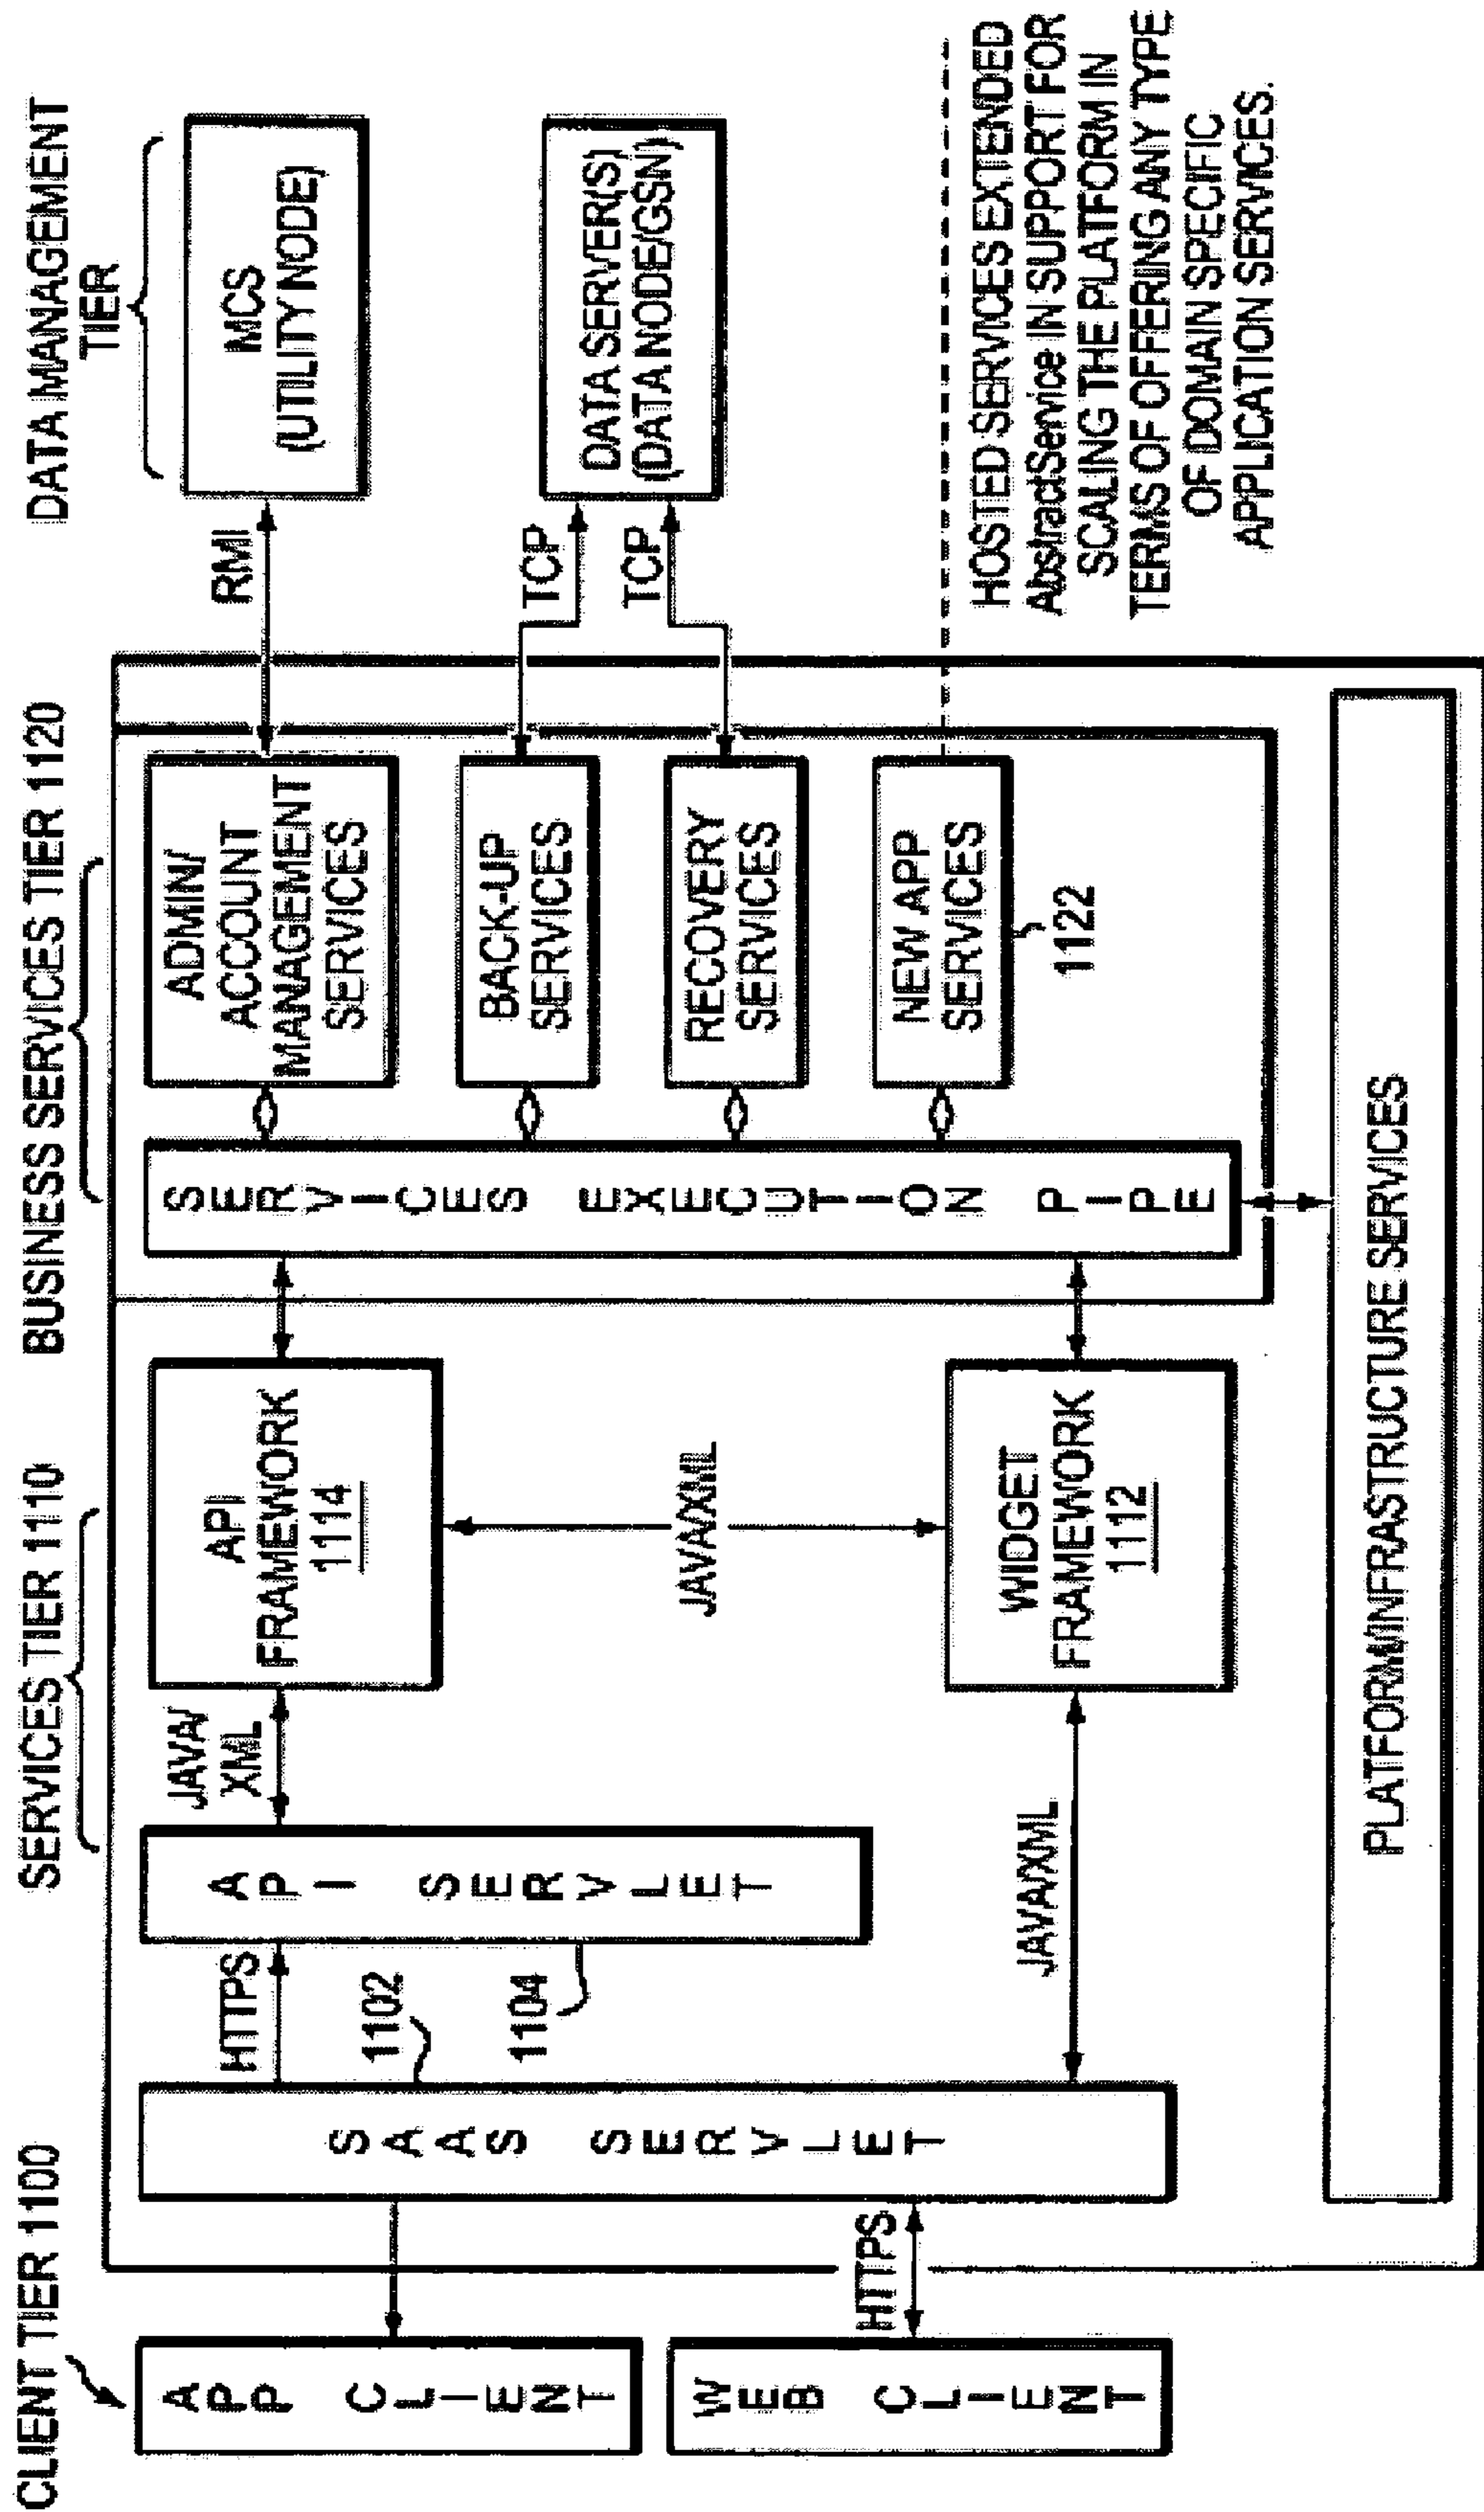 CLIENT TIER 1100
SERVICES TIER 1110
BUSINESS SERVICES TIER 1120
DATA MANAGEMENT
TIER
APP CLIENT
WEB CLIENT
HTTPS
SAAS SERVLET
1102
HTTPS
API SERVLET
1104
JAVA/
XML
JAVA/XML
API
FRAMEWORK
1114
JAVA/XML
WIDGET
FRAMEWORK
1112
SERVICES EXECUTION PIPE
ADMIN/
ACCOUNT
MANAGEMENT
SERVICES
BACK-UP
SERVICES
RECOVERY
SERVICES
NEW APP
SERVICES
1122
RMI
TCP
TCP
MCS
(UTILITY NODE)
DATA SERVER(S)
(DATA NODE/GSN)
HOSTED SERVICES EXTENDED
AbstractService IN SUPPORT FOR
SCALING THE PLATFORM IN
TERMS OF OFFERING ANY TYPE
OF DOMAIN SPECIFIC
APPLICATION SERVICES.
PLATFORM/INFRASTRUCTURE SERVICES